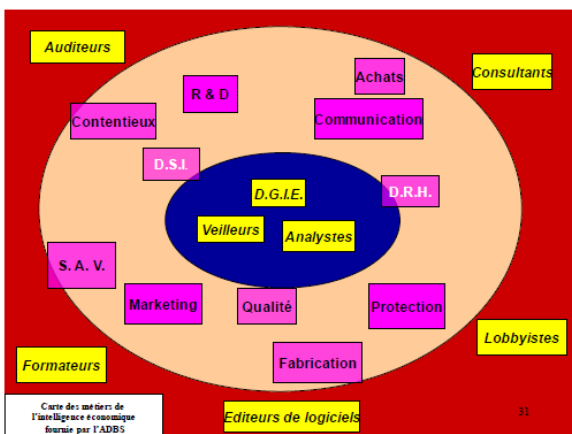 Auditeurs
Achats
Consultants
R & D
Contentieux
Communication
D.S.I.
D.G.I.E.
D.R.H.
Veilleurs
Analystes
S. A. V.
Marketing
Qualité
Protection
Lobbyistes
Formateurs
Fabrication
Carte des métiers de
l'intelligence économique
fournie par l'ADBS
Editeurs de logiciels
31